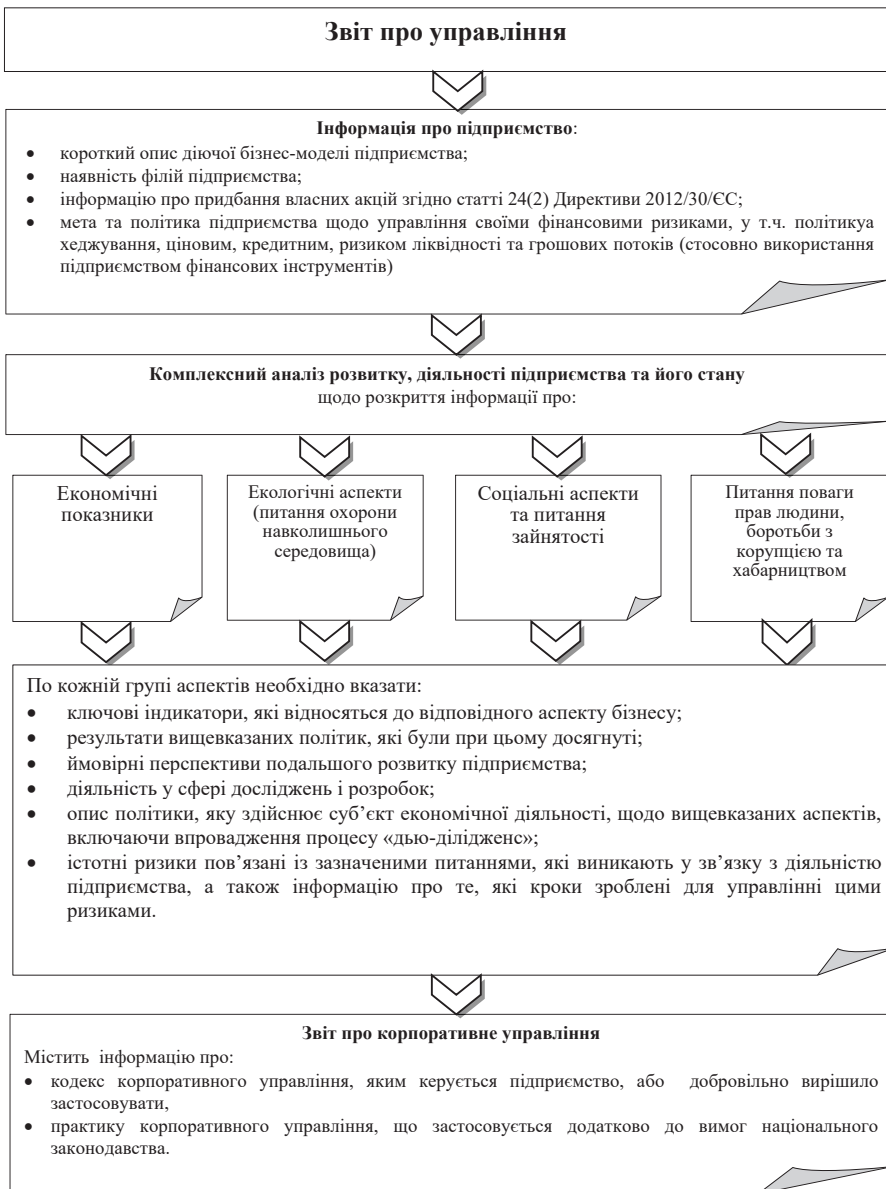 Звіт про управління
Інформація про підприємство:
• короткий опис діючої бізнес-моделі підприємства;
• наявність філій підприємства;
• інформацію про придбання власних акцій згідно статті 24(2) Директиви 2012/30/ЄС;
• мета та політика підприємства щодо управління своїми фінансовими ризиками, у т.ч. політикуа
хеджування, ціновим, кредитним, ризиком ліквідності та грошових потоків (стосовно використання
підприємством фінансових інструментів)
Комплексний аналіз розвитку, діяльності підприємства та його стану
щодо розкриття інформації про:
Економічні
показники
Екологічні аспекти
(питання охорони
навколишнього
середовища)
Соціальні аспекти
та питання
зайнятості
Питання поваги
прав людини,
боротьби з
корупцією та
хабарництвом
По кожній групі аспектів необхідно вказати:
• ключові індикатори, які відносяться до відповідного аспекту бізнесу;
• результати вищевказаних політик, які були при цьому досягнуті;
• ймовірні перспективи подальшого розвитку підприємства;
• діяльність у сфері досліджень і розробок;
• опис політики, яку здійснює суб’єкт економічної діяльності, щодо вищевказаних аспектів,
включаючи впровадження процесу «дью-ділідженс»;
• істотні ризики пов’язані із зазначеними питаннями, які виникають у зв’язку з діяльністю
підприємства, а також інформацію про те, які кроки зроблені для управлінні цими
ризиками.
Звіт про корпоративне управління
Містить інформацію про:
• кодекс корпоративного управління, яким керується підприємство, або добровільно вирішило
застосовувати,
• практику корпоративного управління, що застосовується додатково до вимог національного
законодавства.